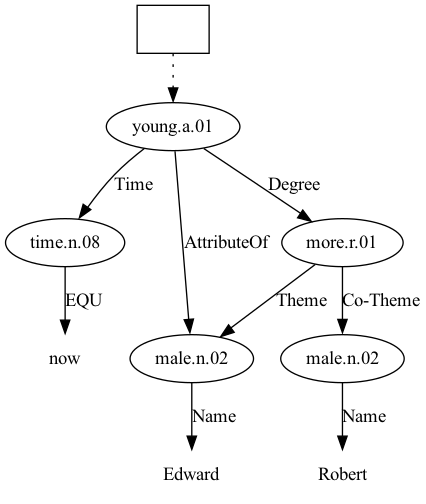 young.a.01
Time
Degree
time.n.08
AttributeOf
more.r.01
EQU
Theme
Co-Theme
now
male.n.02
male.n.02
Name
Name
Edward
Robert